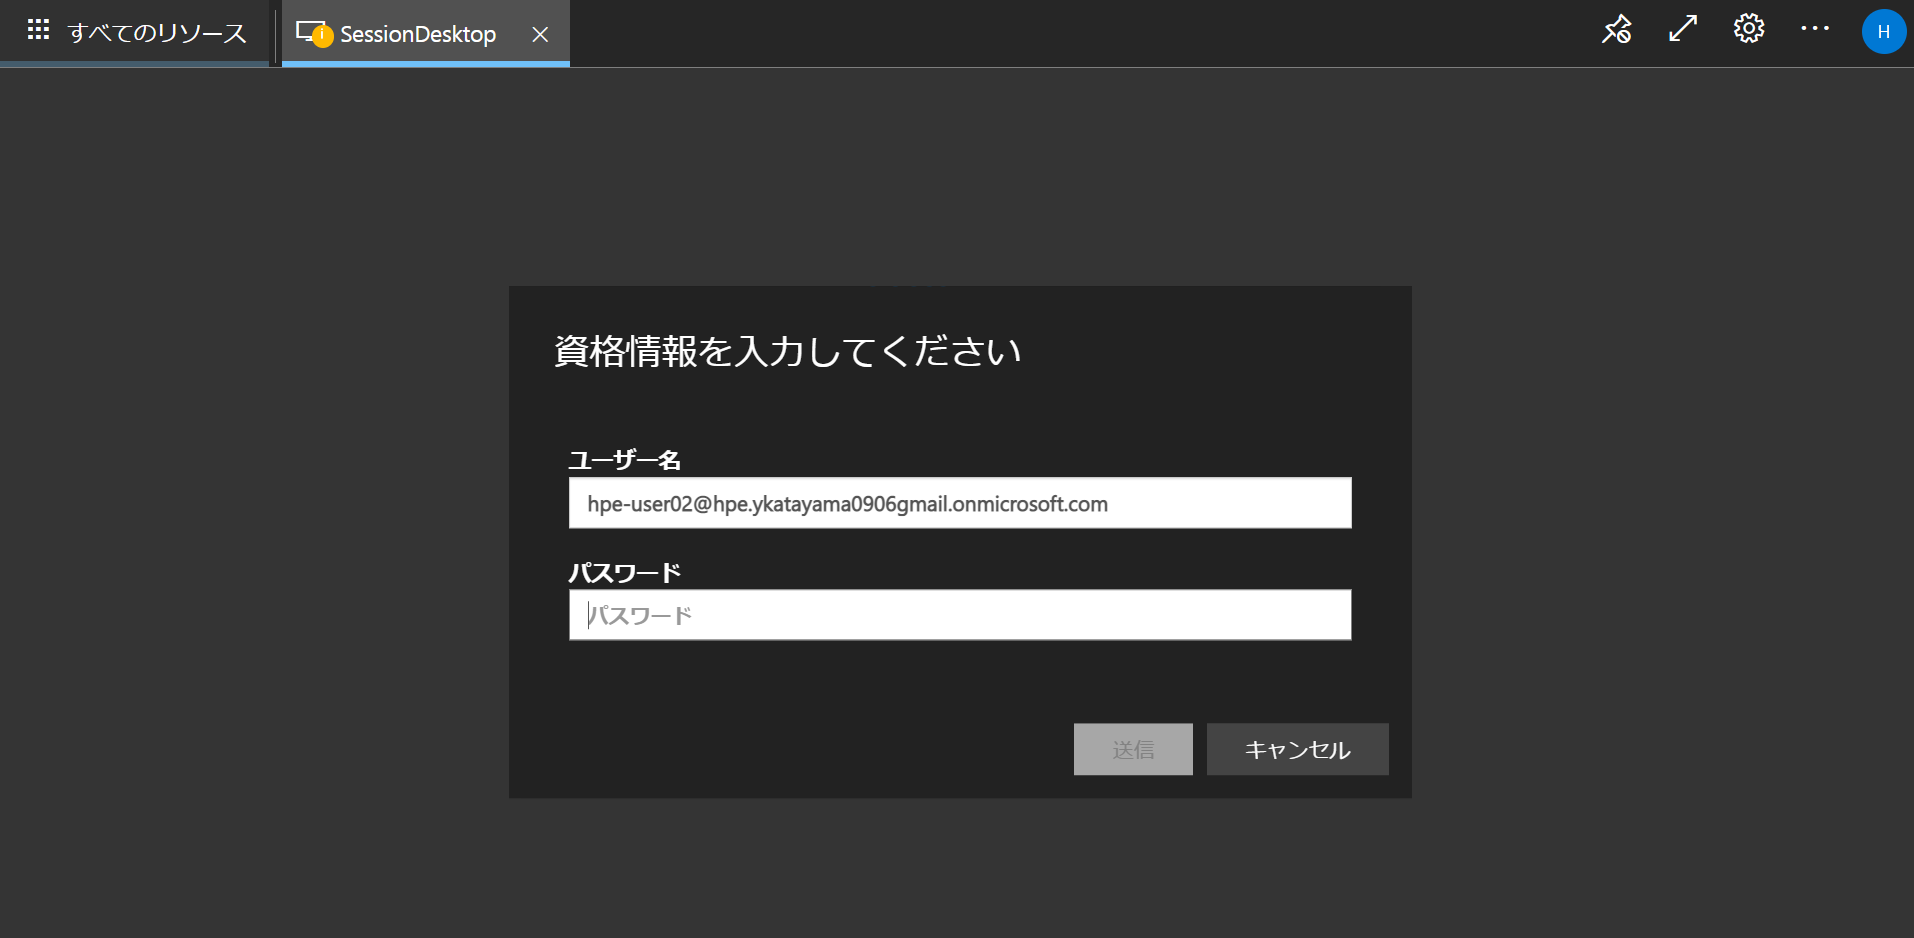 すべてのリソース
SessionDesktop
H
資格情報を入力してください
ユーザー名
hpe-user02@hpe.ykatayama0906gmail.onmicrosoft.com
パスワード
パスワード
送信 キャンセル